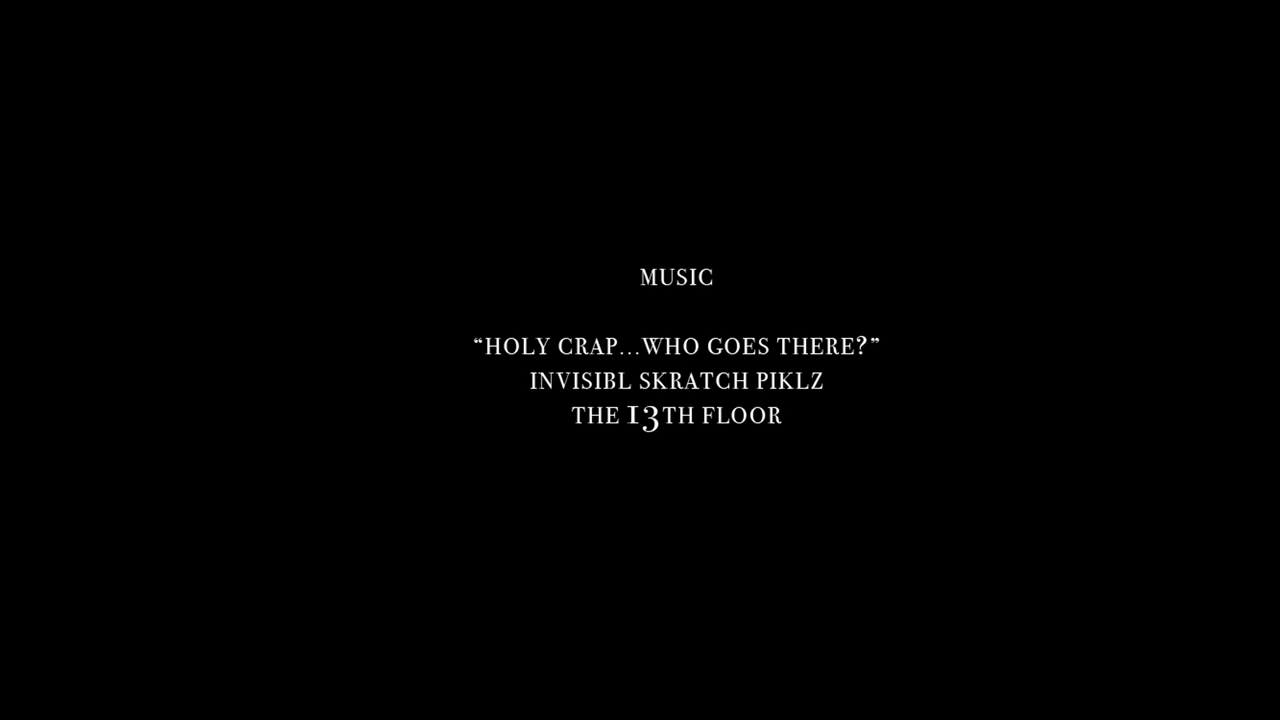 MUSIC
“HOLY CRAP...WHO GOES THERE?”
INVISIBL SKRATCH PIKLZ
THE 13TH FLOOR